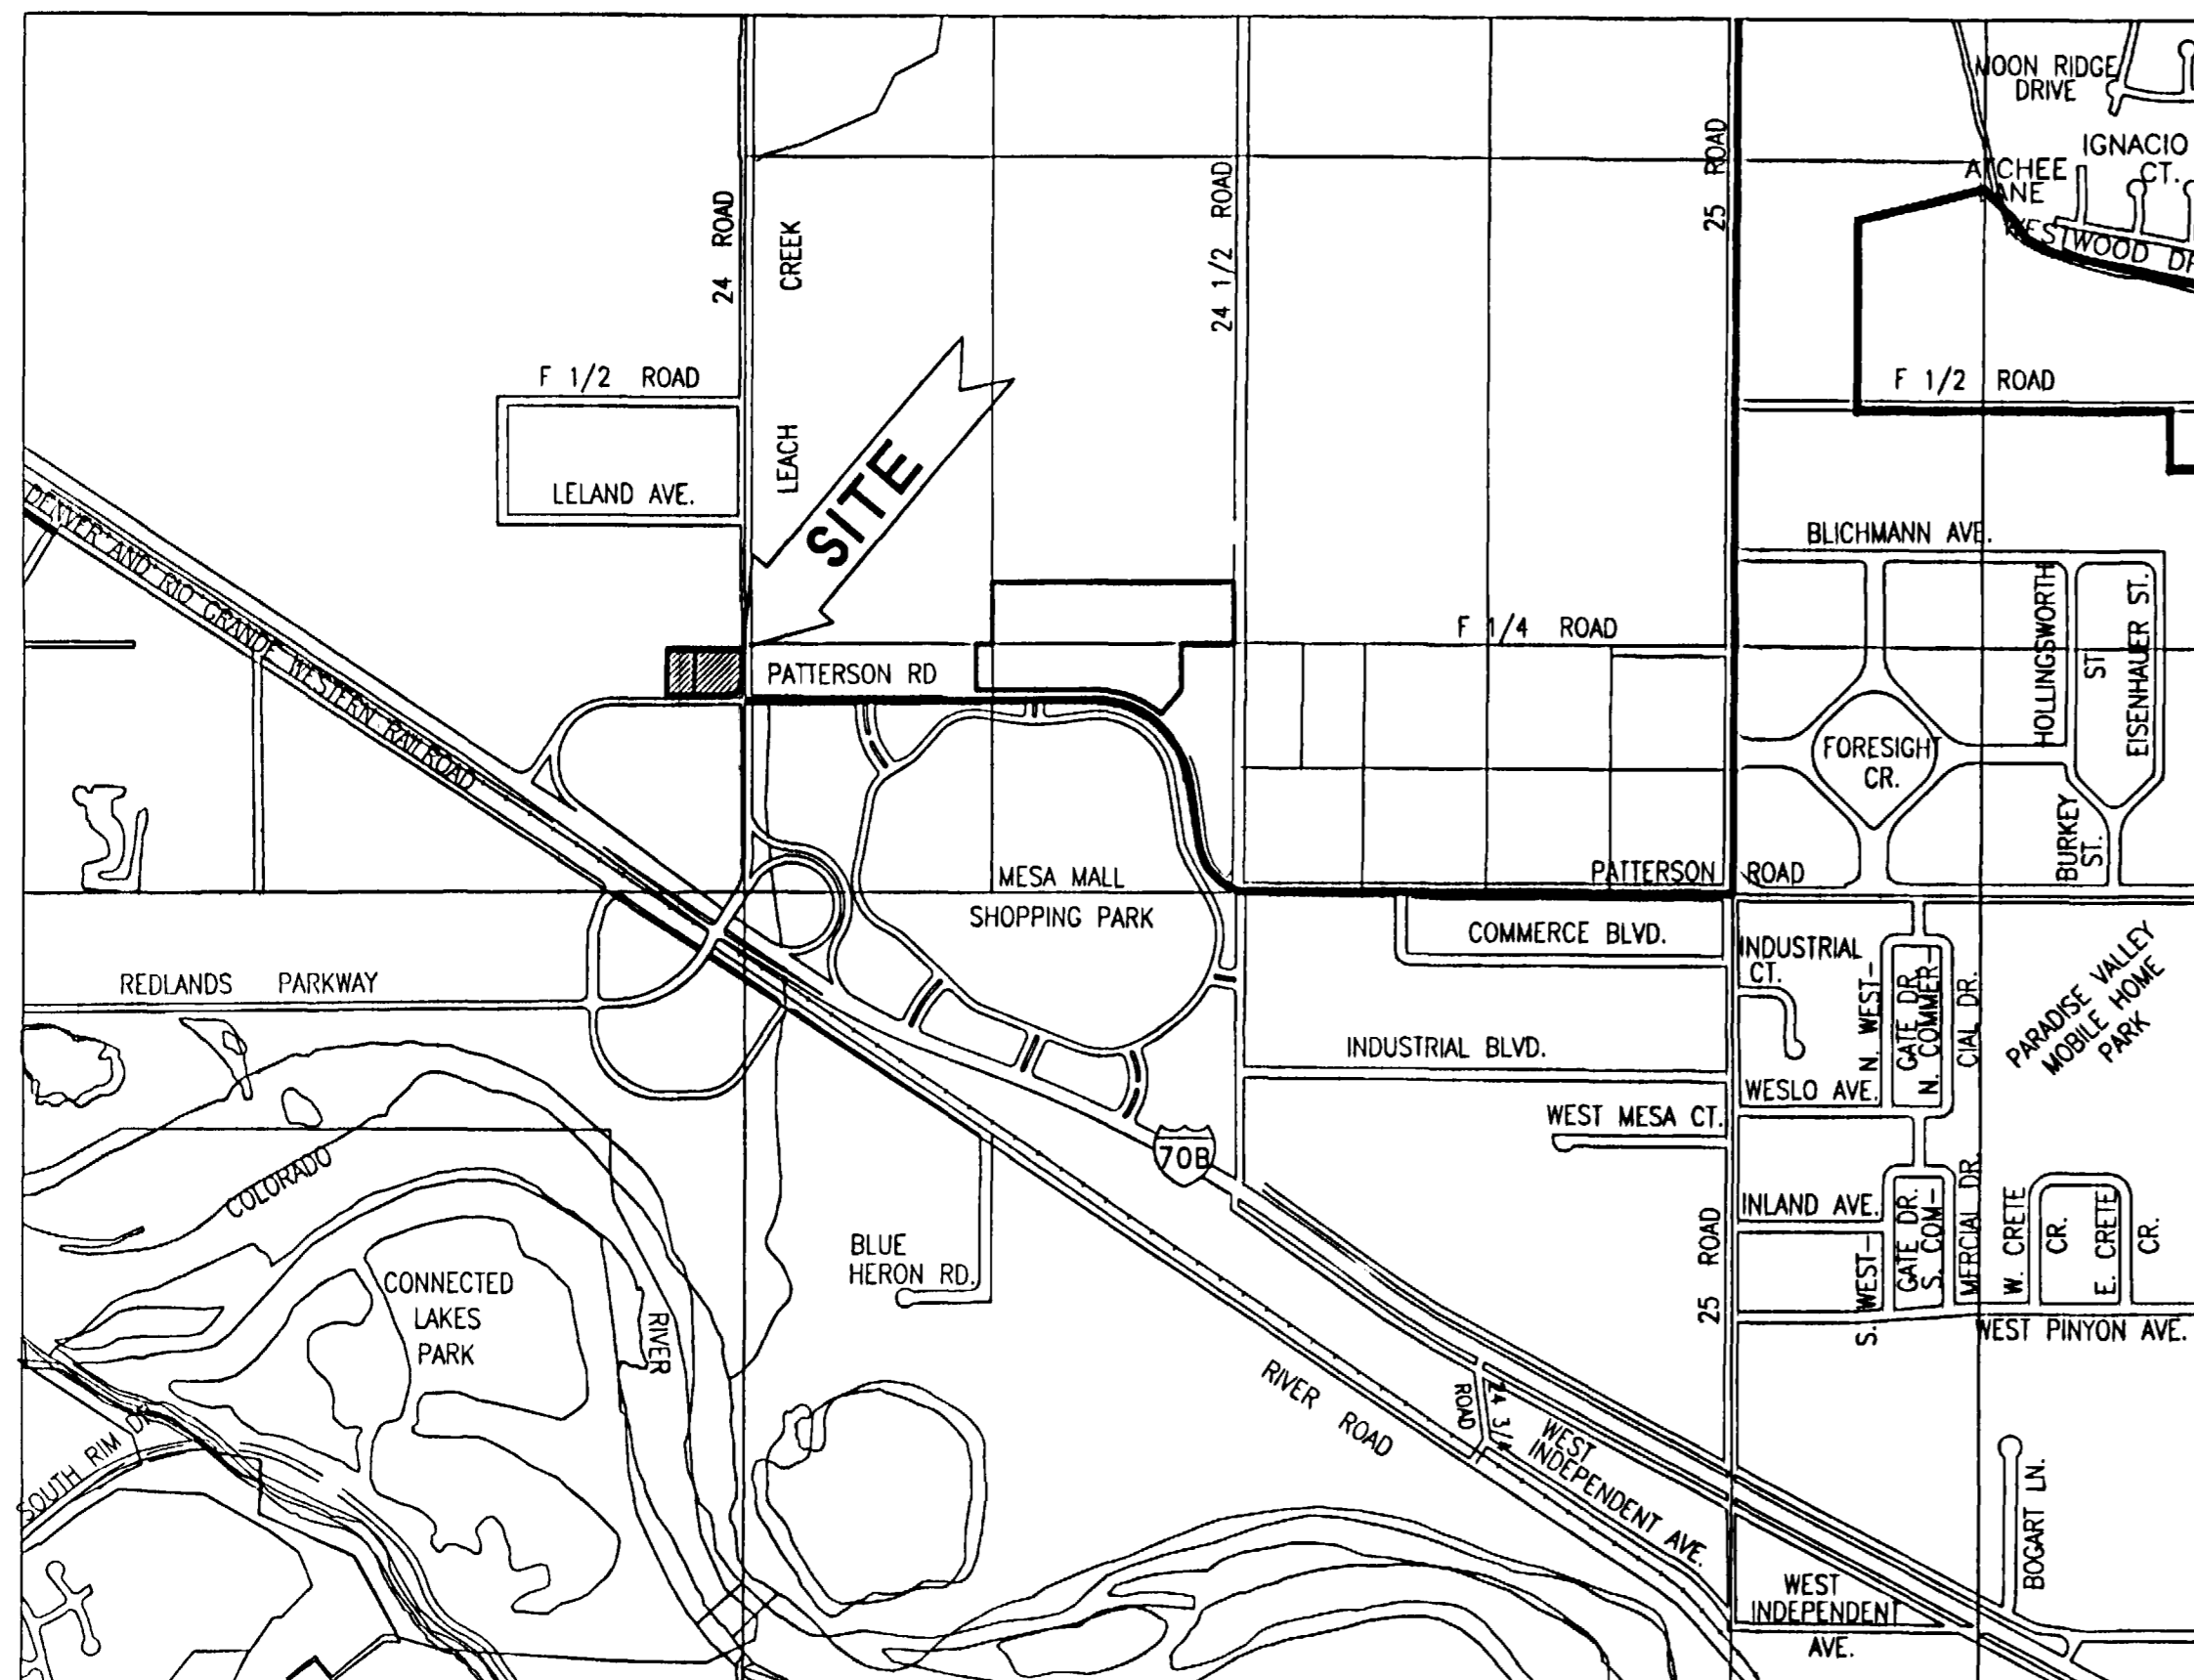 MOON RIDGE
DRIVE
IGNACIO
CT.
ATCHEE
LANE
WESTWOOD
24 ROAD
LEACH CREEK
24 1/2 ROAD
25 ROAD
F 1/2 ROAD
F 1/2 ROAD
LELAND AVE.
SITE
DENVER AND RIO GRANDE WESTERN RAILROAD
BLICHMANN AVE.
F 1/4 ROAD
HOLLINGSWORTH
ST
EISENHAUER ST.
PATTERSON RD
FORESIGHT
CR.
BURKEY
ST.
MESA MALL
SHOPPING PARK
PATTERSON ROAD
COMMERCE BLVD.
INDUSTRIAL
CT.
N. WEST-
GATE DR.
N. COMMER-
CIAL DR.
PARADISE VALLEY
MOBILE HOME
PARK
REDLANDS PARKWAY
INDUSTRIAL BLVD.
WESLO AVE.
WEST MESA CT.
70B
COLORADO
RIVER
INLAND AVE.
S. WEST-
GATE DR.
S. COM-
MERCIAL DR.
W. CRETE
CR.
E. CRETE
CR.
BLUE
HERON RD.
CONNECTED
LAKES
PARK
25 ROAD
WEST PINYON AVE.
RIVER ROAD
24 3/4
ROAD
WEST
INDEPENDENT AVE.
SOUTH RIM
BOGART LN.
WEST
INDEPENDENT
AVE.